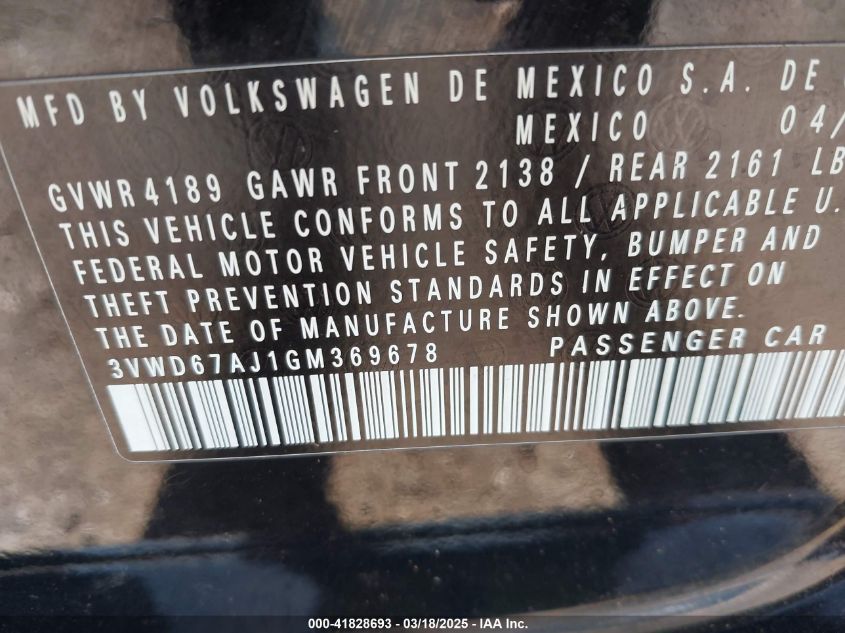 MFD BY VOLKSWAGEN DE MEXICO S.A. DE
MEXICO 04/
GVWR 4189 GAWR FRONT 2138 / REAR 2161 LB
THIS VEHICLE CONFORMS TO ALL APPLICABLE U.
FEDERAL MOTOR VEHICLE SAFETY, BUMPER AND
THEFT PREVENTION STANDARDS IN EFFECT ON
THE DATE OF MANUFACTURE SHOWN ABOVE.
3VWD67AJ1GM369678 PASSENGER CAR
000-41828693 - 03/18/2025 - IAA Inc.